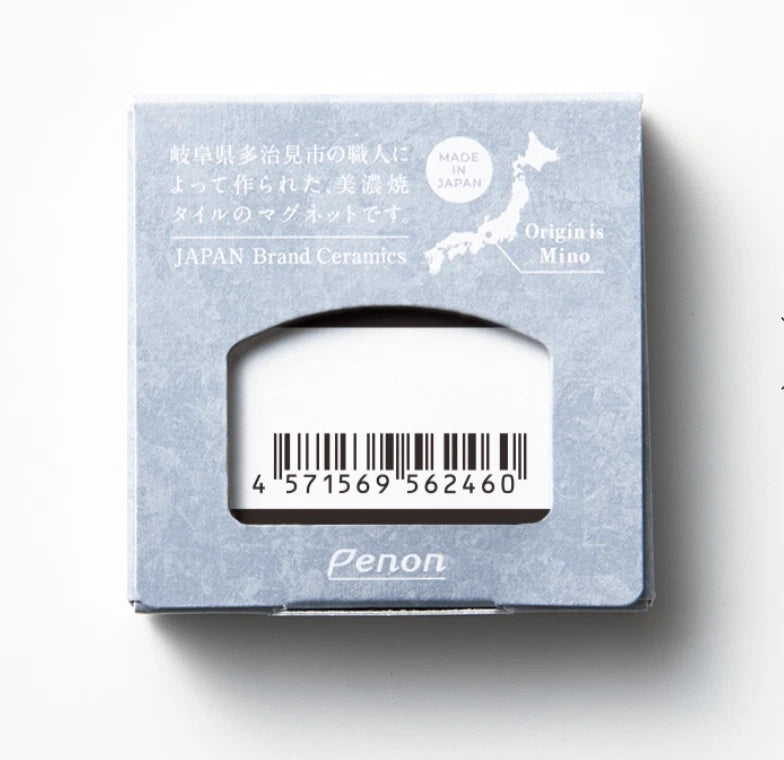 岐阜県多治見市の職人に
よって作られた、美濃焼
タイルのマグネットです。
JAPAN Brand Ceramics
MADE
IN
JAPAN
Origin is
Mino
4 571569 562460
Penon